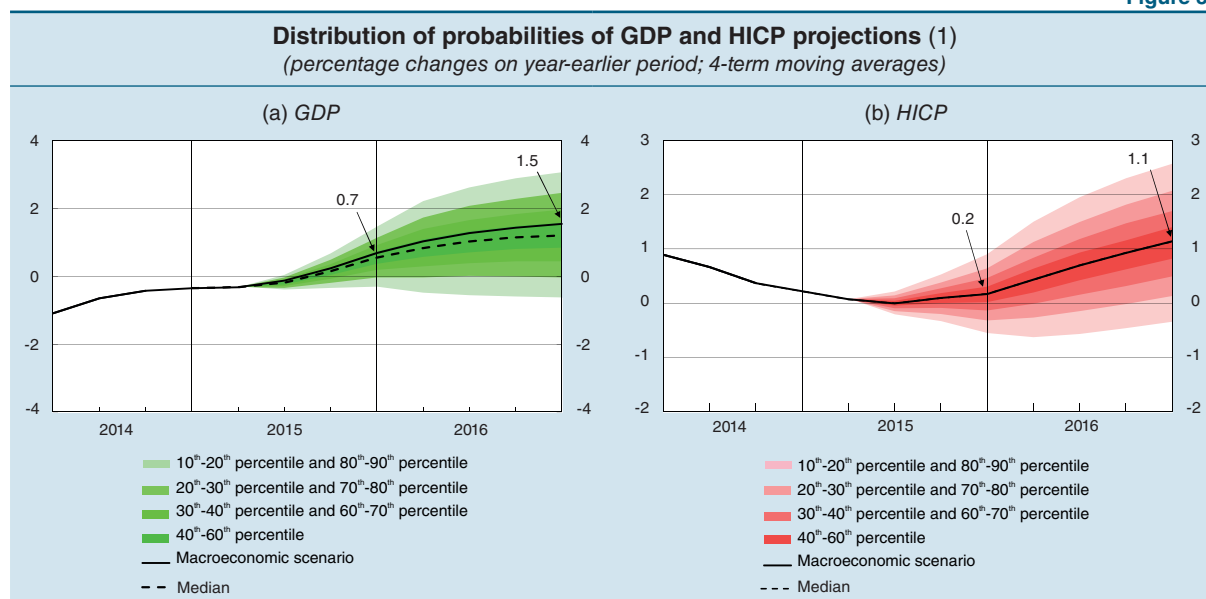 Distribution of probabilities of GDP and HICP projections (1)
(percentage changes on year-earlier period; 4-term moving averages)
(a) GDP
4
2
0
-2
-4
4
2
0
-2
-4
0.7
1.5
2014
2015
2016
10th-20th percentile and 80th-90th percentile
20th-30th percentile and 70th-80th percentile
30th-40th percentile and 60th-70th percentile
40th-60th percentile
Macroeconomic scenario
Median
(b) HICP
3
2
1
0
-1
-2
3
2
1
0
-1
-2
0.2
1.1
2014
2015
2016
10th-20th percentile and 80th-90th percentile
20th-30th percentile and 70th-80th percentile
30th-40th percentile and 60th-70th percentile
40th-60th percentile
Macroeconomic scenario
Median